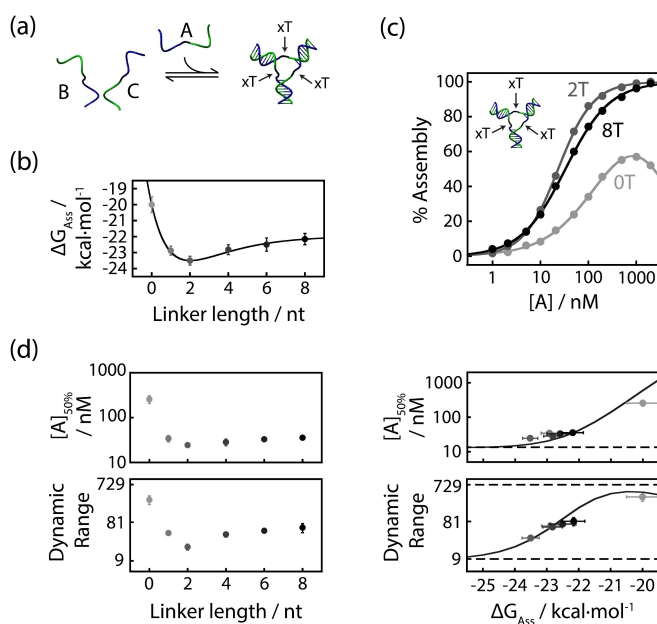 (a)
A
B
C
xT
xT
xT
(b)
ΔG_Ass /
kcal·mol⁻¹
-19
-20
-21
-22
-23
-24
0 2 4 6 8
Linker length / nt
(c)
% Assembly
100
80
60
40
20
0
xT
xT
xT
2T
8T
0T
1 10 100 1000
[A] / nM
(d)
[A]50%
/ nM
1000
100
10
Dynamic
Range
729
81
9
0 2 4 6 8
Linker length / nt
[A]50%
/ nM
1000
100
10
Dynamic
Range
729
81
9
-25 -24 -23 -22 -21 -20
ΔG_Ass / kcal·mol⁻¹